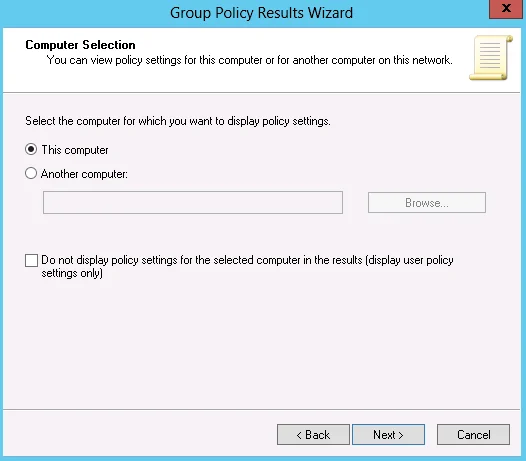 Group Policy Results Wizard
x
Computer Selection
You can view policy settings for this computer or for another computer on this network.
Select the computer for which you want to display policy settings.
This computer
Another computer:
Browse...
Do not display policy settings for the selected computer in the results (display user policy
settings only)
< Back
Next >
Cancel